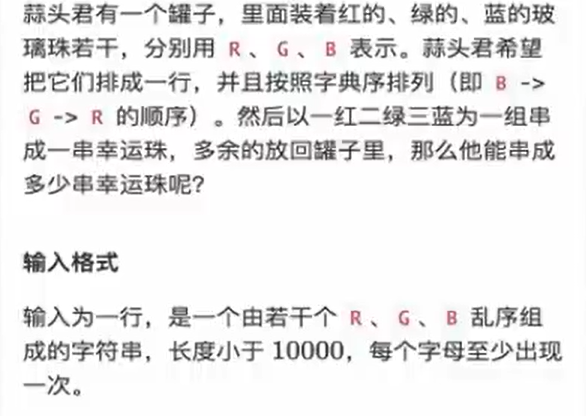 蒜头君有一个罐子，里面装着红的、绿的、蓝的玻
璃珠若干，分别用 R 、 G 、 B 表示。蒜头君希望
把它们排成一行，并且按照字典序排列（即 B ->
G -> R 的顺序）。然后以一红二绿三蓝为一组串
成一串幸运珠，多余的放回罐子里，那么他能串成
多少串幸运珠呢？
输入格式
输入为一行，是一个由若干个 R 、 G 、 B 乱序组
成的字符串，长度小于 10000，每个字母至少出现
一次。